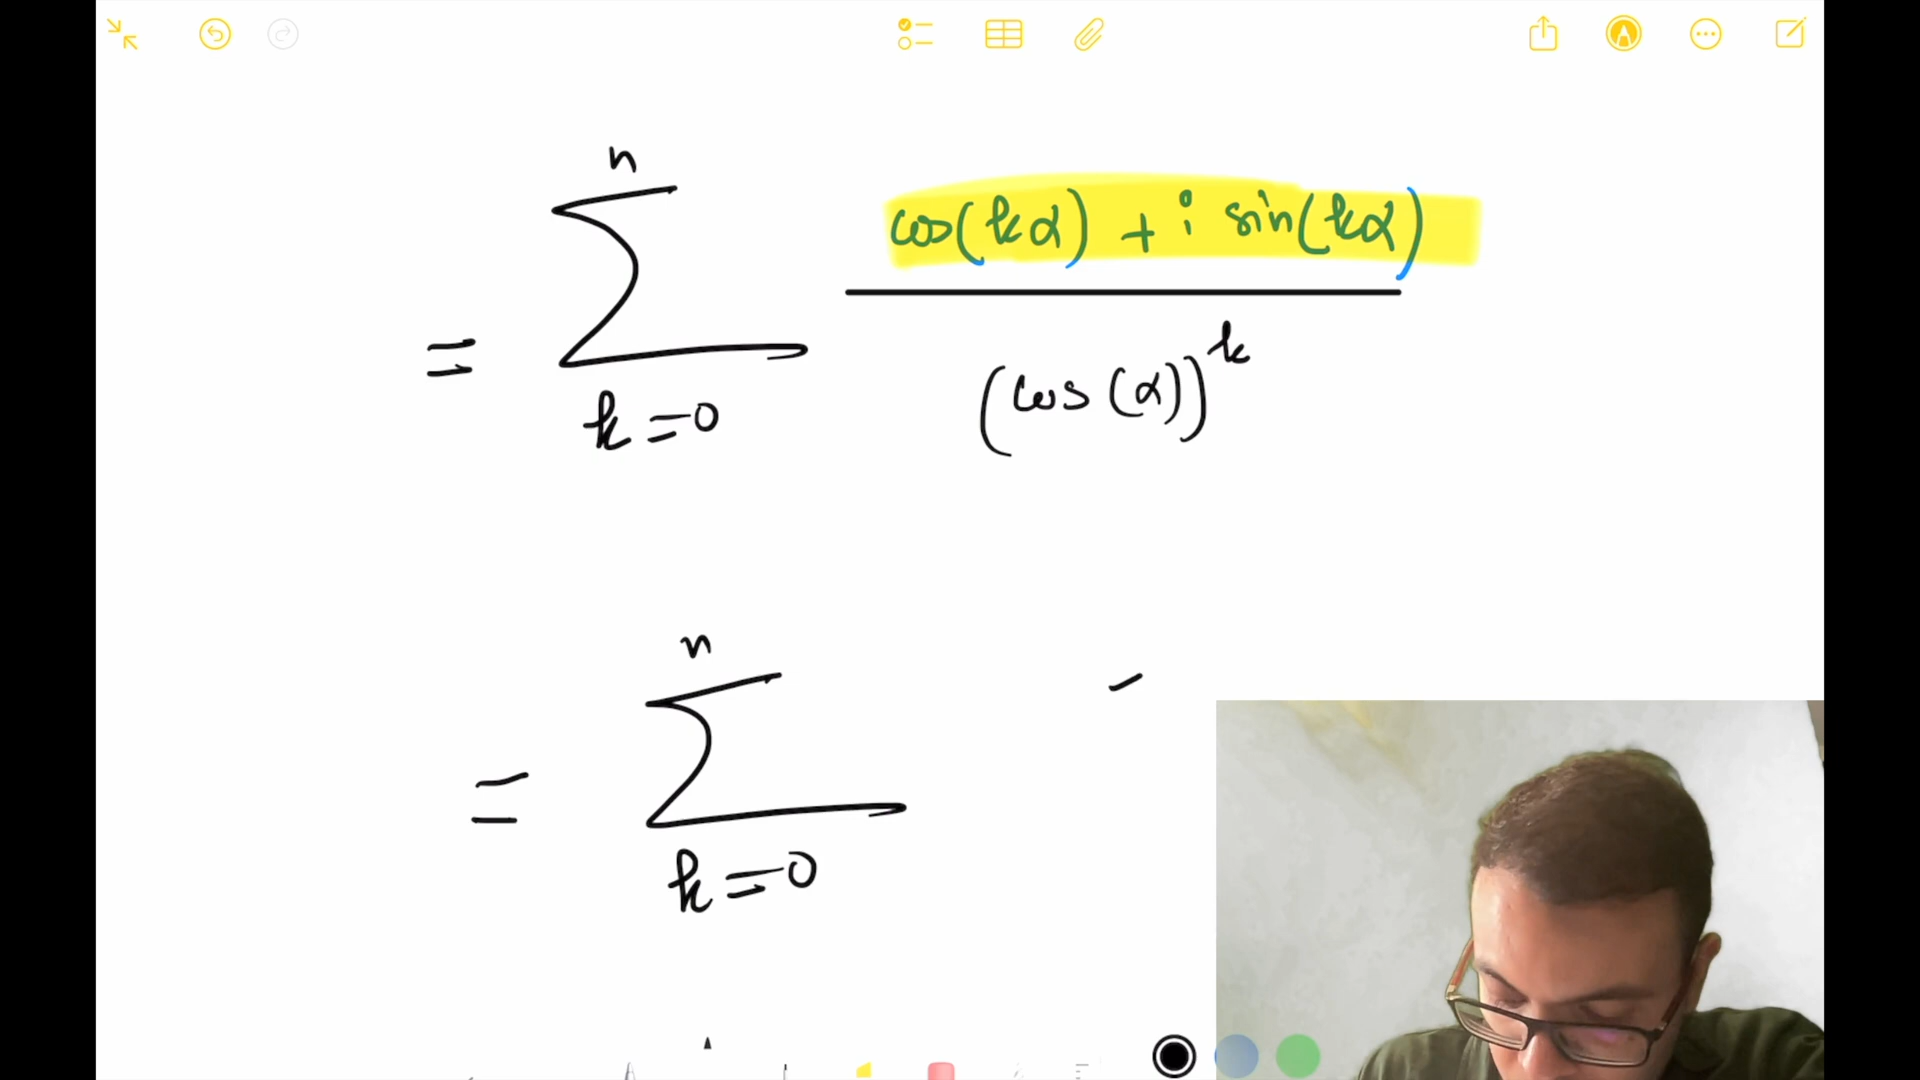 = n Σ k=0 cos(kα) + i sin(kα) / (cos(α))^k
= n Σ k=0